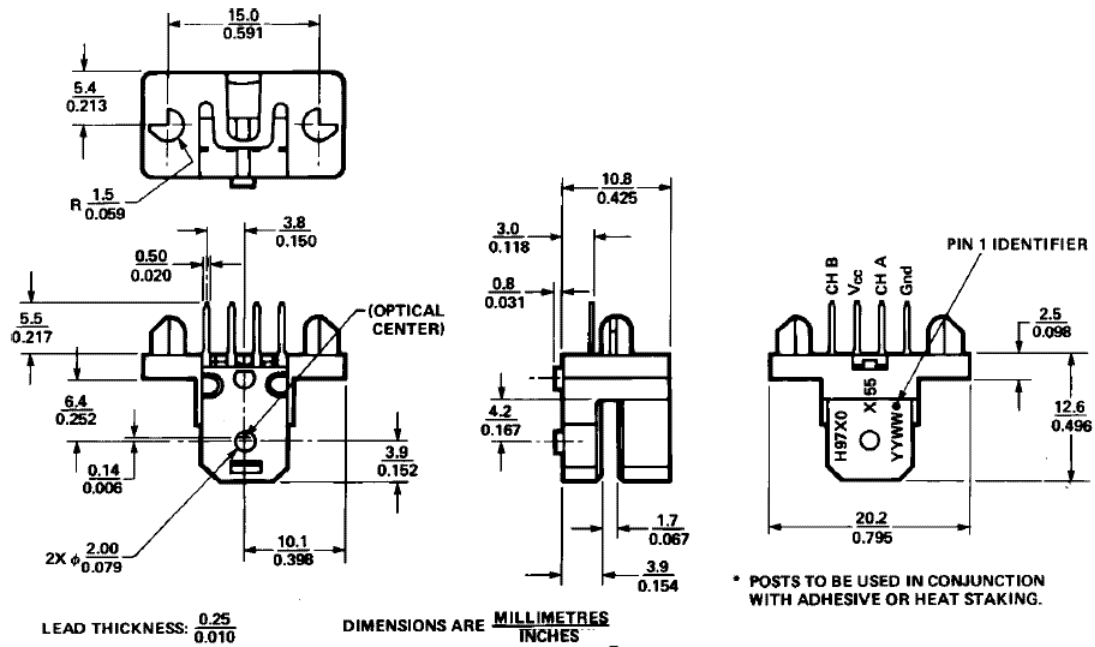 15.0
0.591
5.4
0.213
R 1.5
0.059
3.8
0.150
0.50
0.020
5.5
0.217
(OPTICAL
CENTER)
6.4
0.252
0.14
0.006
3.9
0.152
2X φ 2.00
0.079
10.1
0.398
10.8
0.425
3.0
0.118
0.8
0.031
4.2
0.167
1.7
0.067
3.9
0.154
PIN 1 IDENTIFIER
CH B
Vcc
CH A
Gnd
2.5
0.098
12.6
0.496
H97X0
X 55
YYWW
20.2
0.795
* POSTS TO BE USED IN CONJUNCTION
WITH ADHESIVE OR HEAT STAKING.
LEAD THICKNESS: 0.25
0.010
DIMENSIONS ARE MILLIMETRES
INCHES